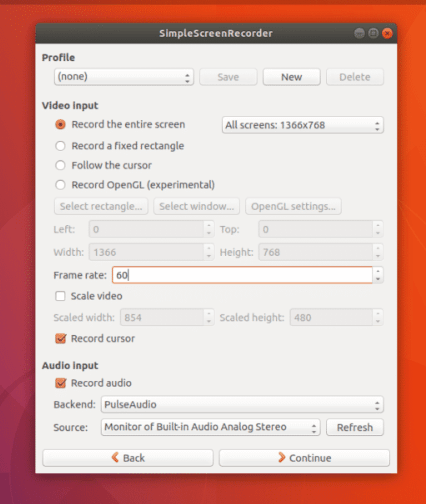 SimpleScreenRecorder
Profile
(none) Save New Delete
Video input
Record the entire screen All screens: 1366x768
Record a fixed rectangle
Follow the cursor
Record OpenGL (experimental)
Select rectangle... Select window... OpenGL settings...
Left: 0 Top: 0
Width: 1366 Height: 768
Frame rate: 60
Scale video
Scaled width: 854 Scaled height: 480
Record cursor
Audio input
Record audio
Backend: PulseAudio
Source: Monitor of Built-in Audio Analog Stereo Refresh
Back Continue